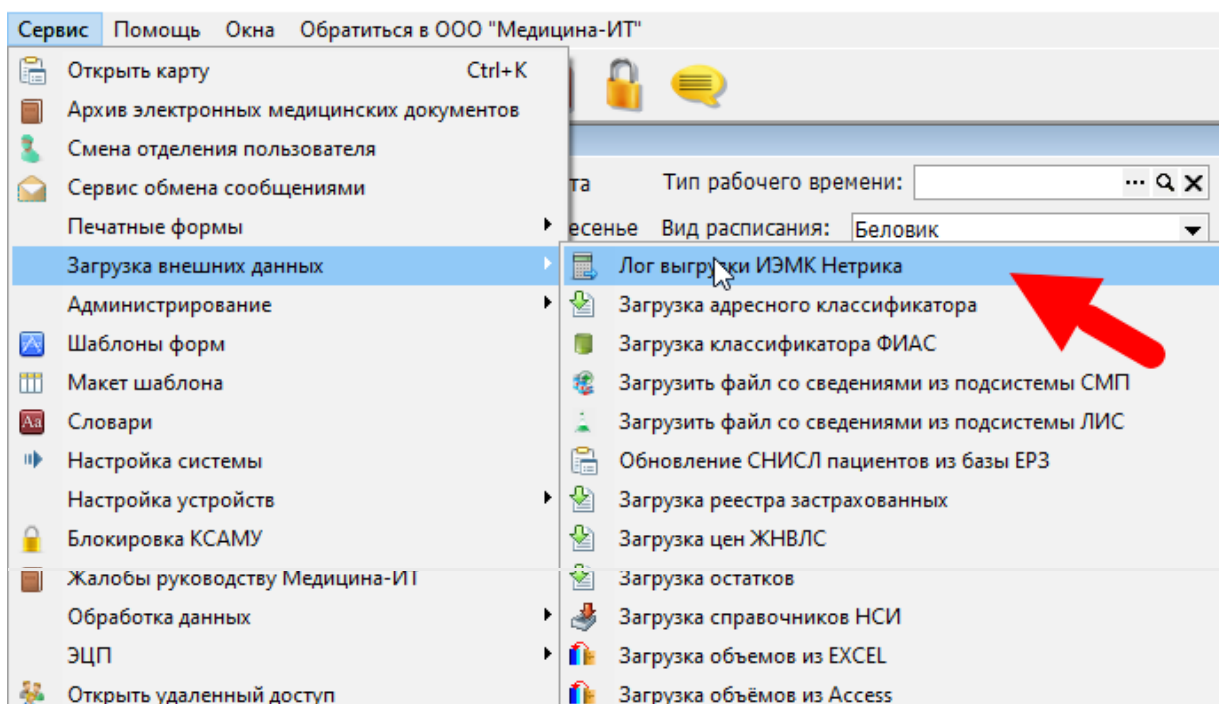 Сервис Помощь Окна Обратиться в ООО "Медицина-ИТ"
Открыть карту Ctrl+K
Архив электронных медицинских документов
Смена отделения пользователя
Сервис обмена сообщениями
Печатные формы
Загрузка внешних данных
Администрирование
Шаблоны форм
Макет шаблона
Словари
Настройка системы
Настройка устройств
Блокировка КСАМУ
Жалобы руководству Медицина-ИТ
Обработка данных
ЭЦП
Открыть удаленный доступ
та Тип рабочего времени:
есенье Вид расписания: Беловик
Лог выгрузки ИЭМК Нетрика
Загрузка адресного классификатора
Загрузка классификатора ФИАС
Загрузить файл со сведениями из подсистемы СМП
Загрузить файл со сведениями из подсистемы ЛИС
Обновление СНИСЛ пациентов из базы ЕРЗ
Загрузка реестра застрахованных
Загрузка цен ЖНВЛС
Загрузка остатков
Загрузка справочников НСИ
Загрузка объемов из EXCEL
Загрузка объёмов из Access